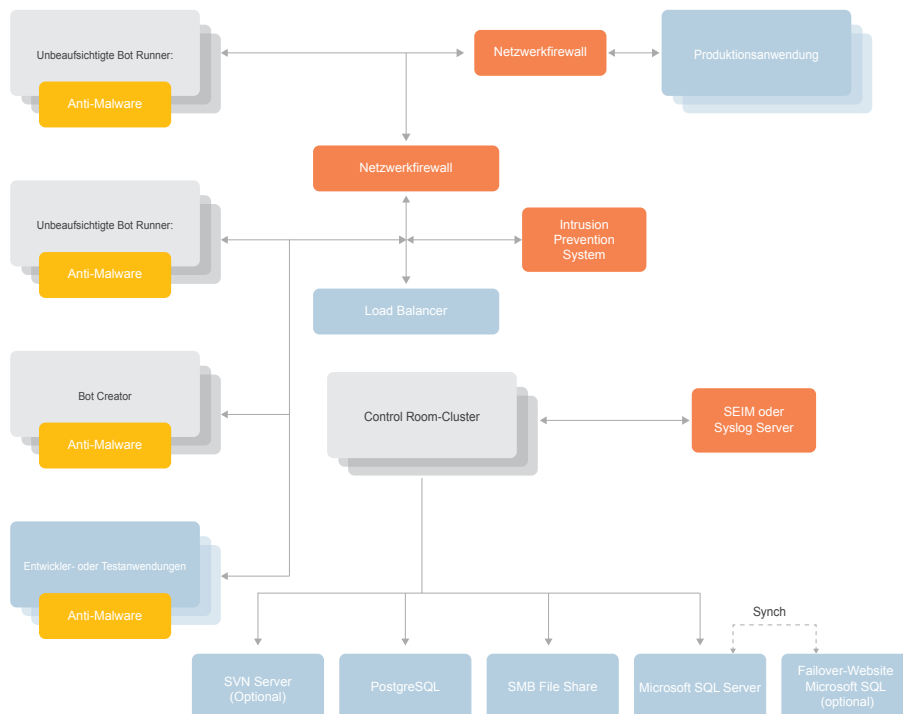 Unbeaufsichtigte Bot Runner:
Anti-Malware
Netzwerkfirewall
Produktionsanwendung
Netzwerkfirewall
Unbeaufsichtigte Bot Runner:
Anti-Malware
Intrusion
Prevention
System
Load Balancer
Bot Creator
Anti-Malware
Control Room-Cluster
SEIM oder
Syslog Server
Entwickler- oder Testanwendungen
Anti-Malware
Synch
SVN Server
(Optional)
PostgreSQL
SMB File Share
Microsoft SQL Server
Failover-Website
Microsoft SQL
(optional)